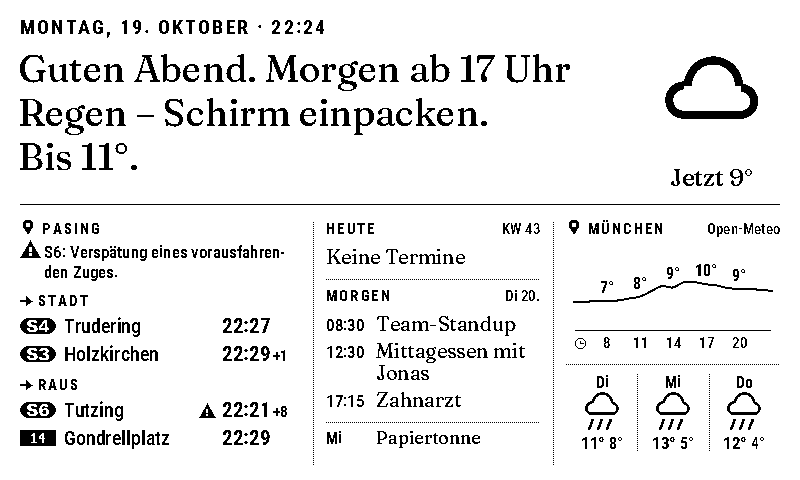 MONTAG, 19. OKTOBER · 22:24
Guten Abend. Morgen ab 17 Uhr
Regen – Schirm einpacken.
Bis 11°.
Jetzt 9°
PASING
S6: Verspätung eines vorausfahren-
den Zuges.
→ STADT
S4 Trudering 22:27
S3 Holzkirchen 22:29 +1
→ RAUS
S6 Tutzing 22:21 +8
14 Gondrellplatz 22:29
HEUTE KW 43
Keine Termine
MORGEN Di 20.
08:30 Team-Standup
12:30 Mittagessen mit
Jonas
17:15 Zahnarzt
Mi Papiertonne
MÜNCHEN Open-Meteo
7° 8° 9° 10° 9°
8 11 14 17 20
Di Mi Do
11° 8° 13° 5° 12° 4°